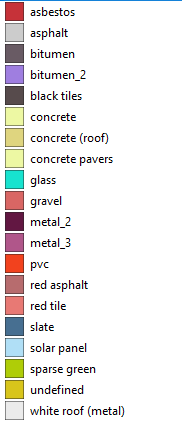 asbestos
asphalt
bitumen
bitumen_2
black tiles
concrete
concrete (roof)
concrete pavers
glass
gravel
metal_2
metal_3
pvc
red asphalt
red tile
slate
solar panel
sparse green
undefined
white roof (metal)